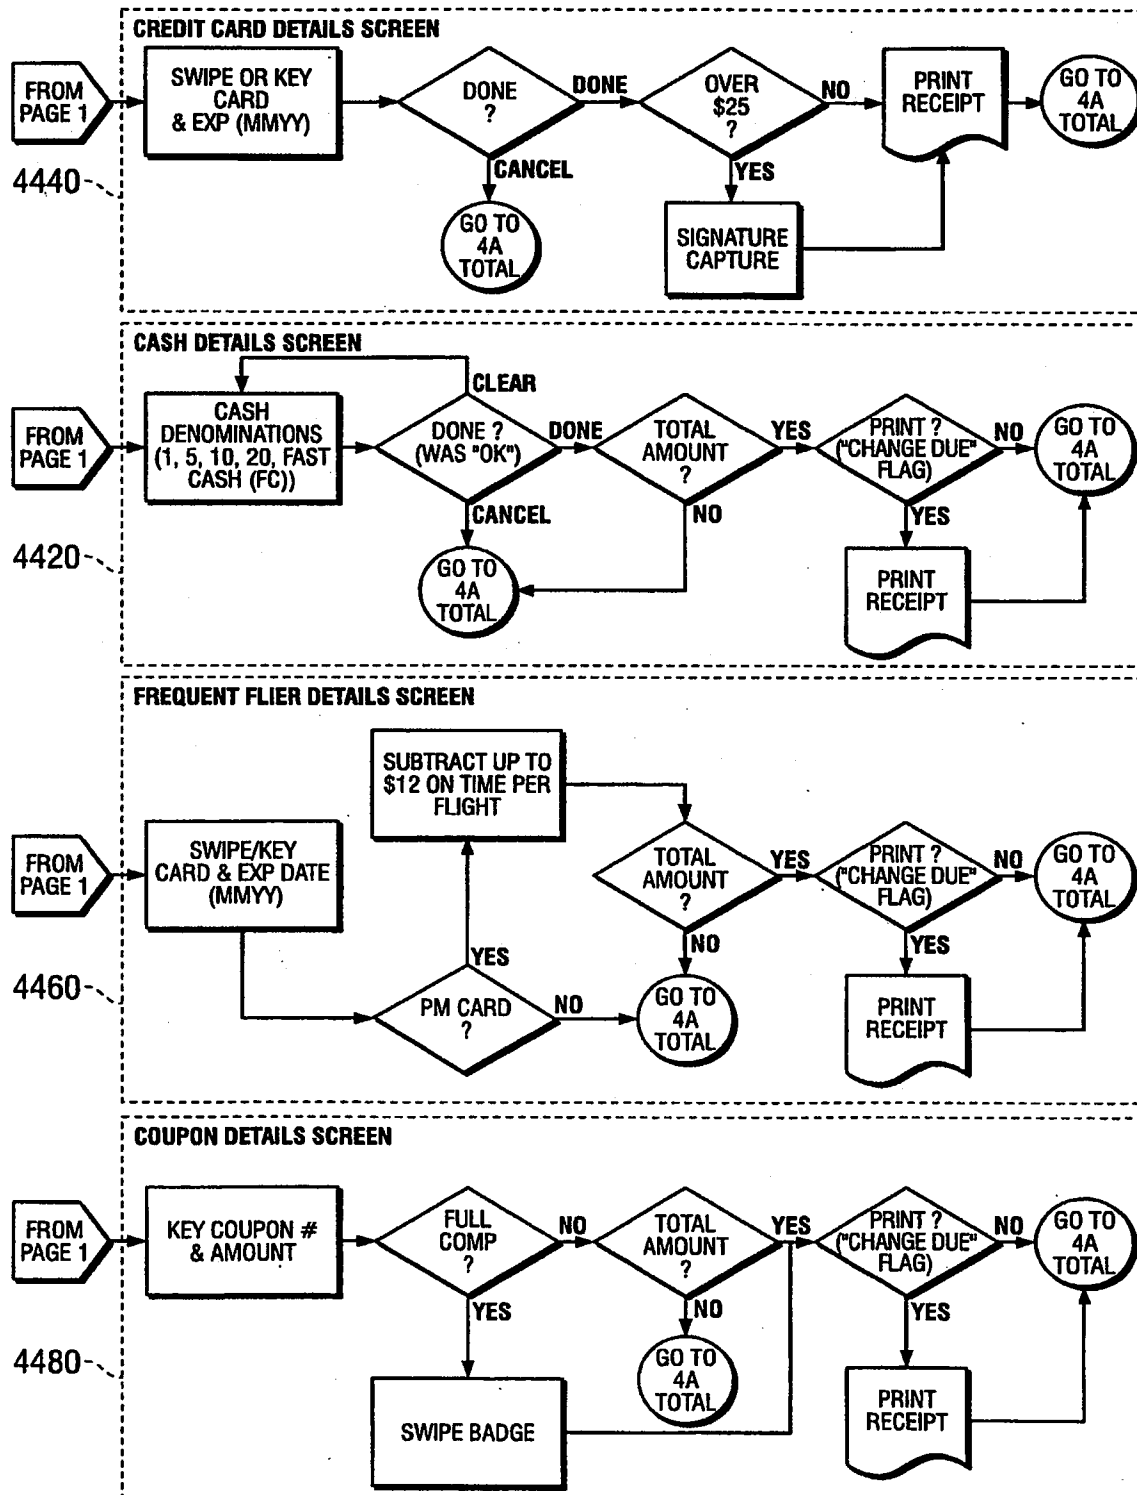 CREDIT CARD DETAILS SCREEN
FROM
PAGE 1
SWIPE OR KEY
CARD
& EXP (MMYY)
DONE
?
DONE
CANCEL
GO TO
4A
TOTAL
OVER
$25
?
NO
YES
SIGNATURE
CAPTURE
PRINT
RECEIPT
GO TO
4A
TOTAL
4440
CASH DETAILS SCREEN
FROM
PAGE 1
CASH
DENOMINATIONS
(1, 5, 10, 20, FAST
CASH (FC))
CLEAR
DONE ?
(WAS "OK")
DONE
CANCEL
GO TO
4A
TOTAL
TOTAL
AMOUNT
?
YES
NO
PRINT ?
("CHANGE DUE"
FLAG)
NO
YES
PRINT
RECEIPT
GO TO
4A
TOTAL
4420
FREQUENT FLIER DETAILS SCREEN
FROM
PAGE 1
SWIPE/KEY
CARD & EXP DATE
(MMYY)
SUBTRACT UP TO
$12 ON TIME PER
FLIGHT
YES
PM CARD
?
NO
TOTAL
AMOUNT
?
YES
NO
GO TO
4A
TOTAL
PRINT ?
("CHANGE DUE"
FLAG)
NO
YES
PRINT
RECEIPT
GO TO
4A
TOTAL
4460
COUPON DETAILS SCREEN
FROM
PAGE 1
KEY COUPON #
& AMOUNT
FULL
COMP
?
NO
YES
SWIPE BADGE
TOTAL
AMOUNT
?
YES
NO
GO TO
4A
TOTAL
PRINT ?
("CHANGE DUE"
FLAG)
NO
YES
PRINT
RECEIPT
GO TO
4A
TOTAL
4480